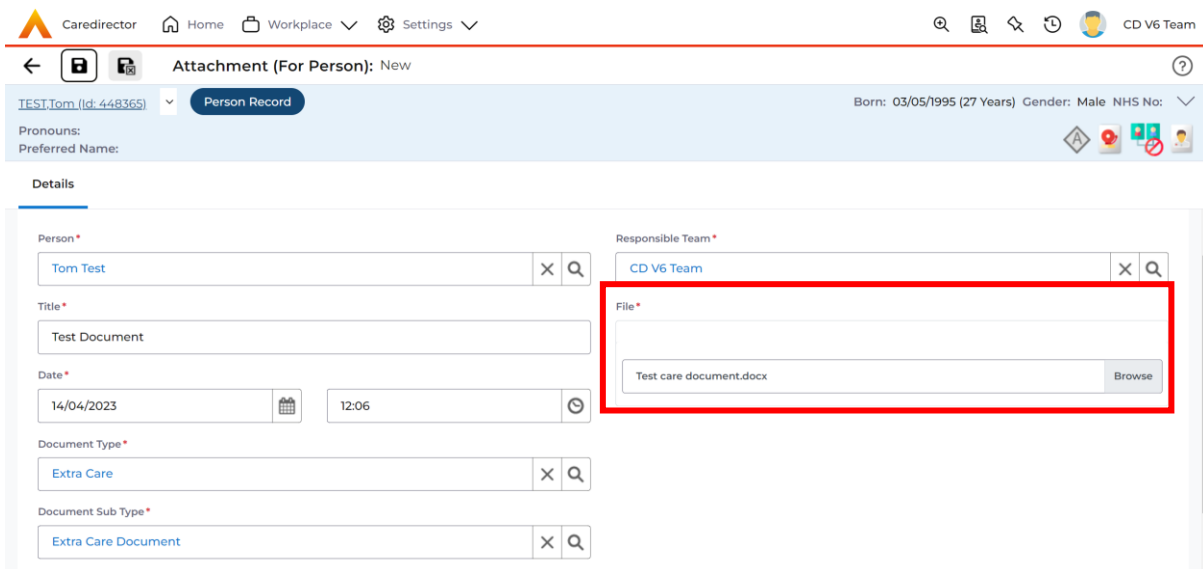 Caredirector Home Workplace Settings CD V6 Team
Attachment (For Person): New
TEST,Tom (Id: 448365) Person Record Born: 03/05/1995 (27 Years) Gender: Male NHS No:
Pronouns:
Preferred Name:
A
Details
Person*
Tom Test
Responsible Team*
CD V6 Team
Title*
Test Document
File*
Test care document.docx Browse
Date*
14/04/2023 12:06
Document Type*
Extra Care
Document Sub Type*
Extra Care Document